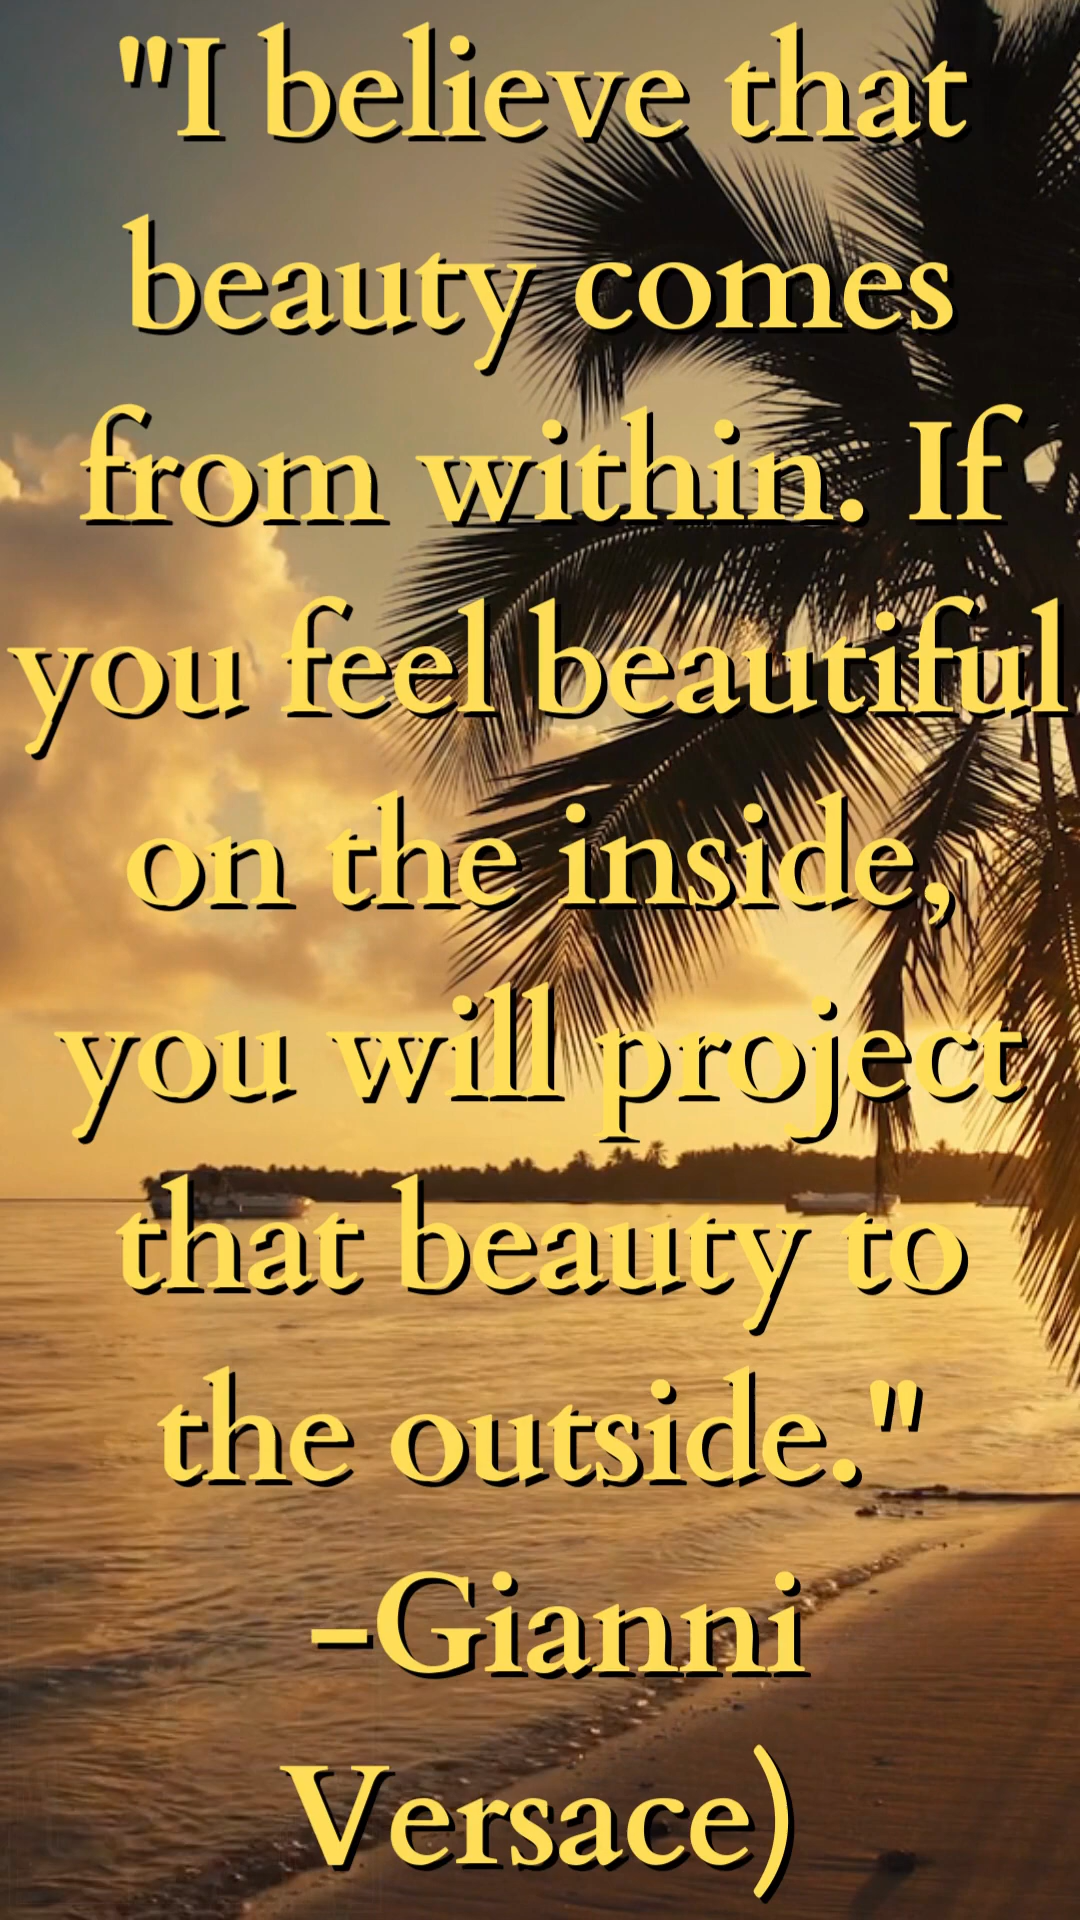 "I believe that
beauty comes
from within. If
you feel beautiful
on the inside,
you will project
that beauty to
the outside."
-Gianni
Versace)